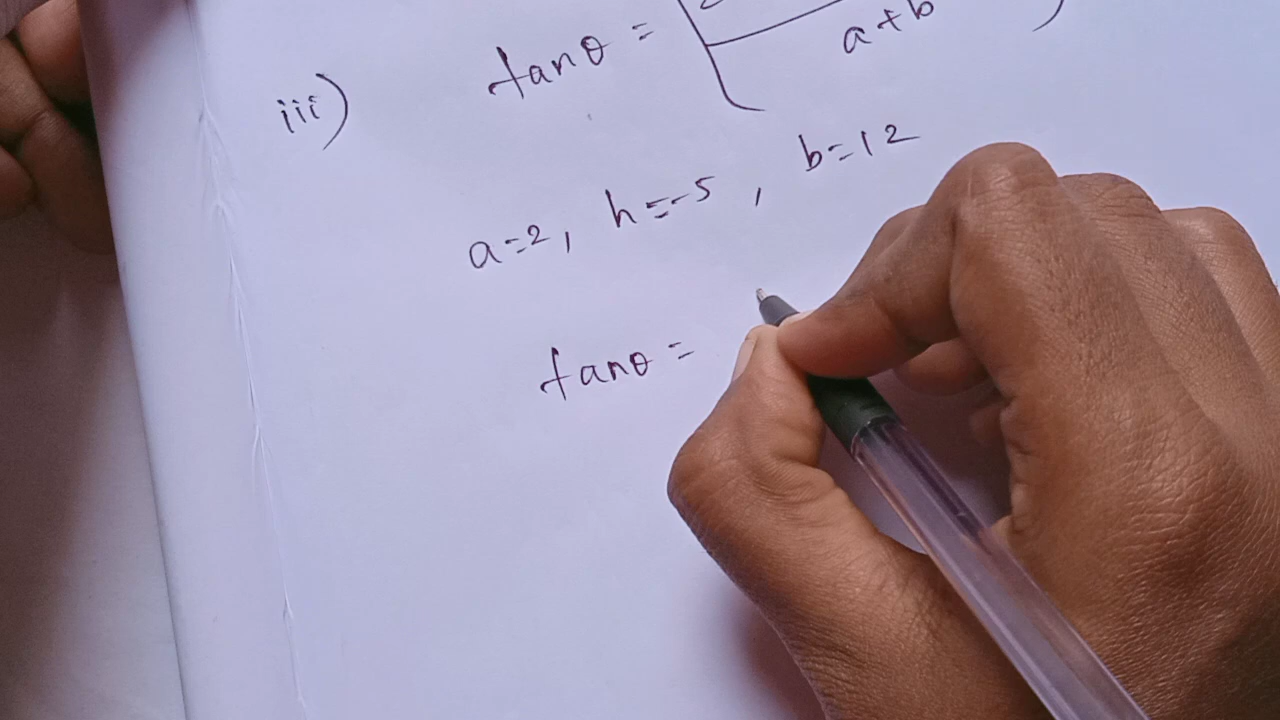 tanθ =
a+b
iii)
a=2, h=-5, b=12
tanθ =